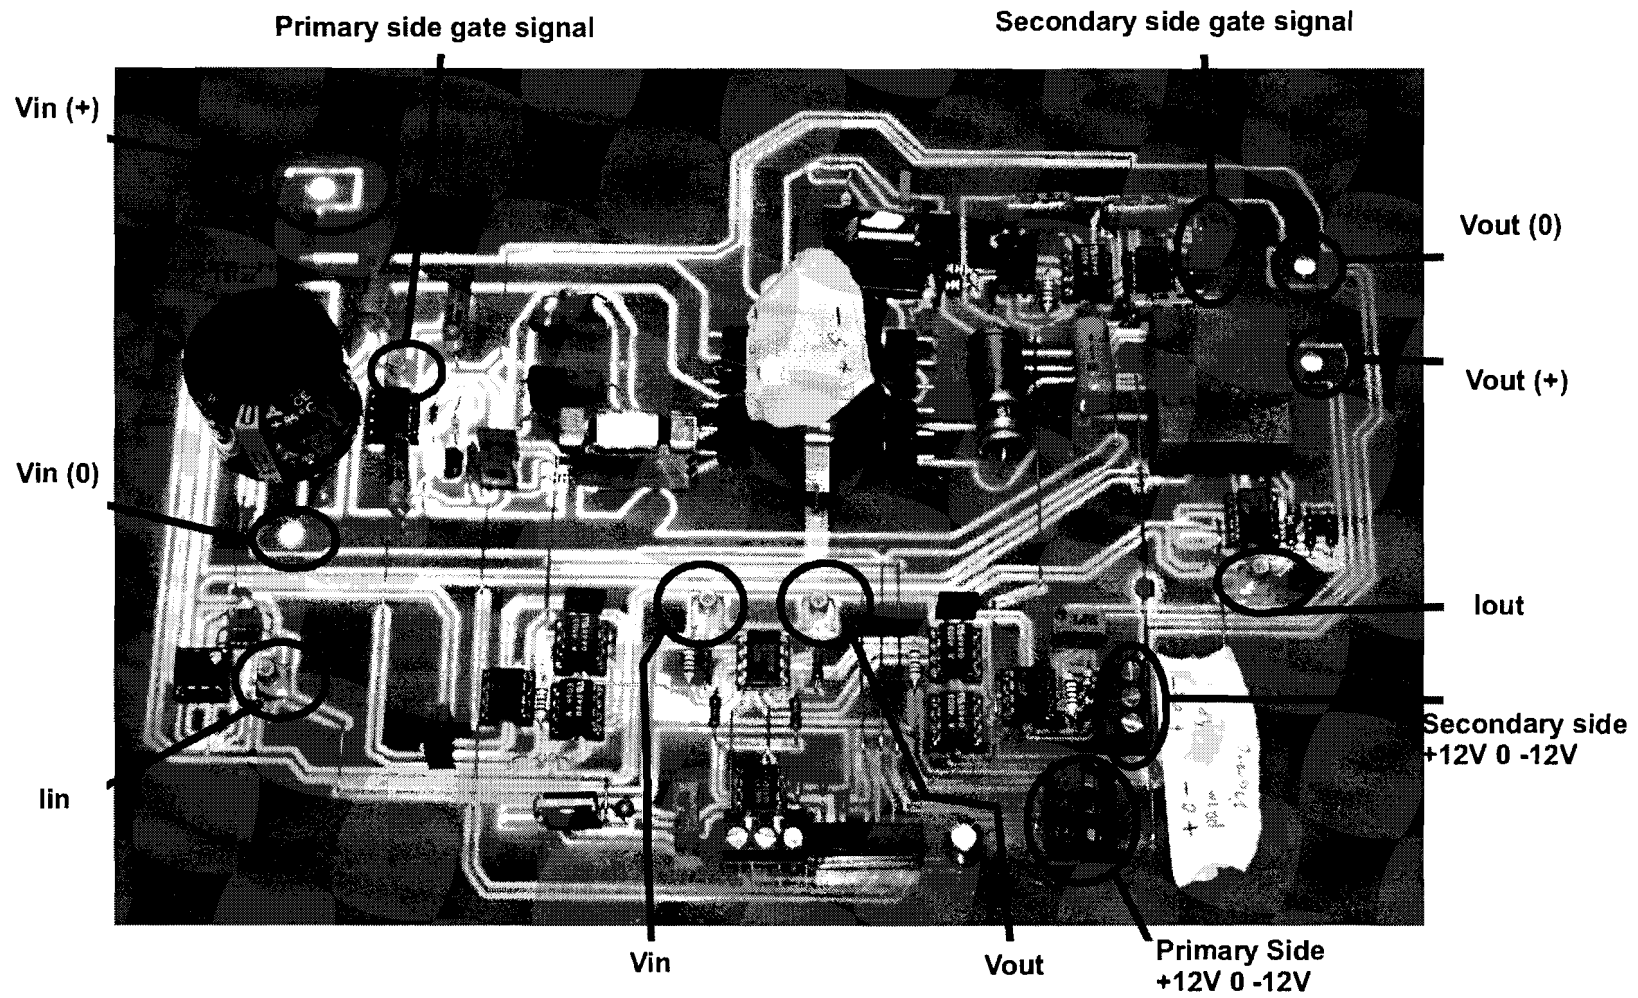 Primary side gate signal
Secondary side gate signal
Vin (+)
Vout (0)
Vout (+)
Vin (0)
Iout
Secondary side
+12V 0 -12V
Iin
Vin
Vout
Primary Side
+12V 0 -12V